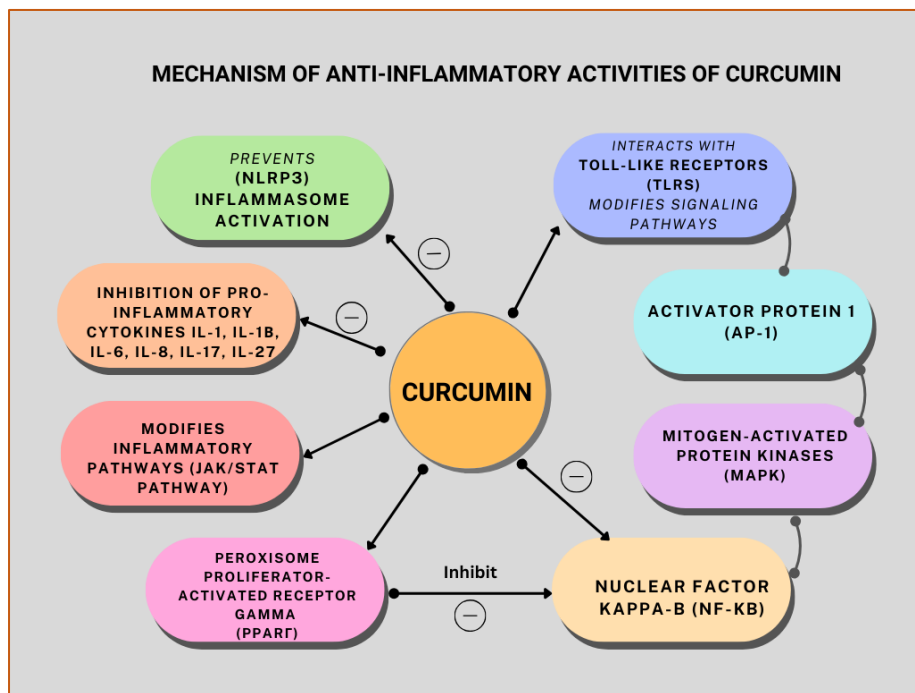 MECHANISM OF ANTI-INFLAMMATORY ACTIVITIES OF CURCUMIN
PREVENTS
(NLRP3)
INFLAMMASOME
ACTIVATION
INTERACTS WITH
TOLL-LIKE RECEPTORS
(TLRS)
MODIFIES SIGNALING
PATHWAYS
INHIBITION OF PRO-
INFLAMMATORY
CYTOKINES IL-1, IL-1B,
IL-6, IL-8, IL-17, IL-27
ACTIVATOR PROTEIN 1
(AP-1)
CURCUMIN
MODIFIES
INFLAMMATORY
PATHWAYS (JAK/STAT
PATHWAY)
MITOGEN-ACTIVATED
PROTEIN KINASES
(MAPK)
PEROXISOME
PROLIFERATOR-
ACTIVATED RECEPTOR
GAMMA
(PPARΓ)
Inhibit
NUCLEAR FACTOR
KAPPA-B (NF-KB)